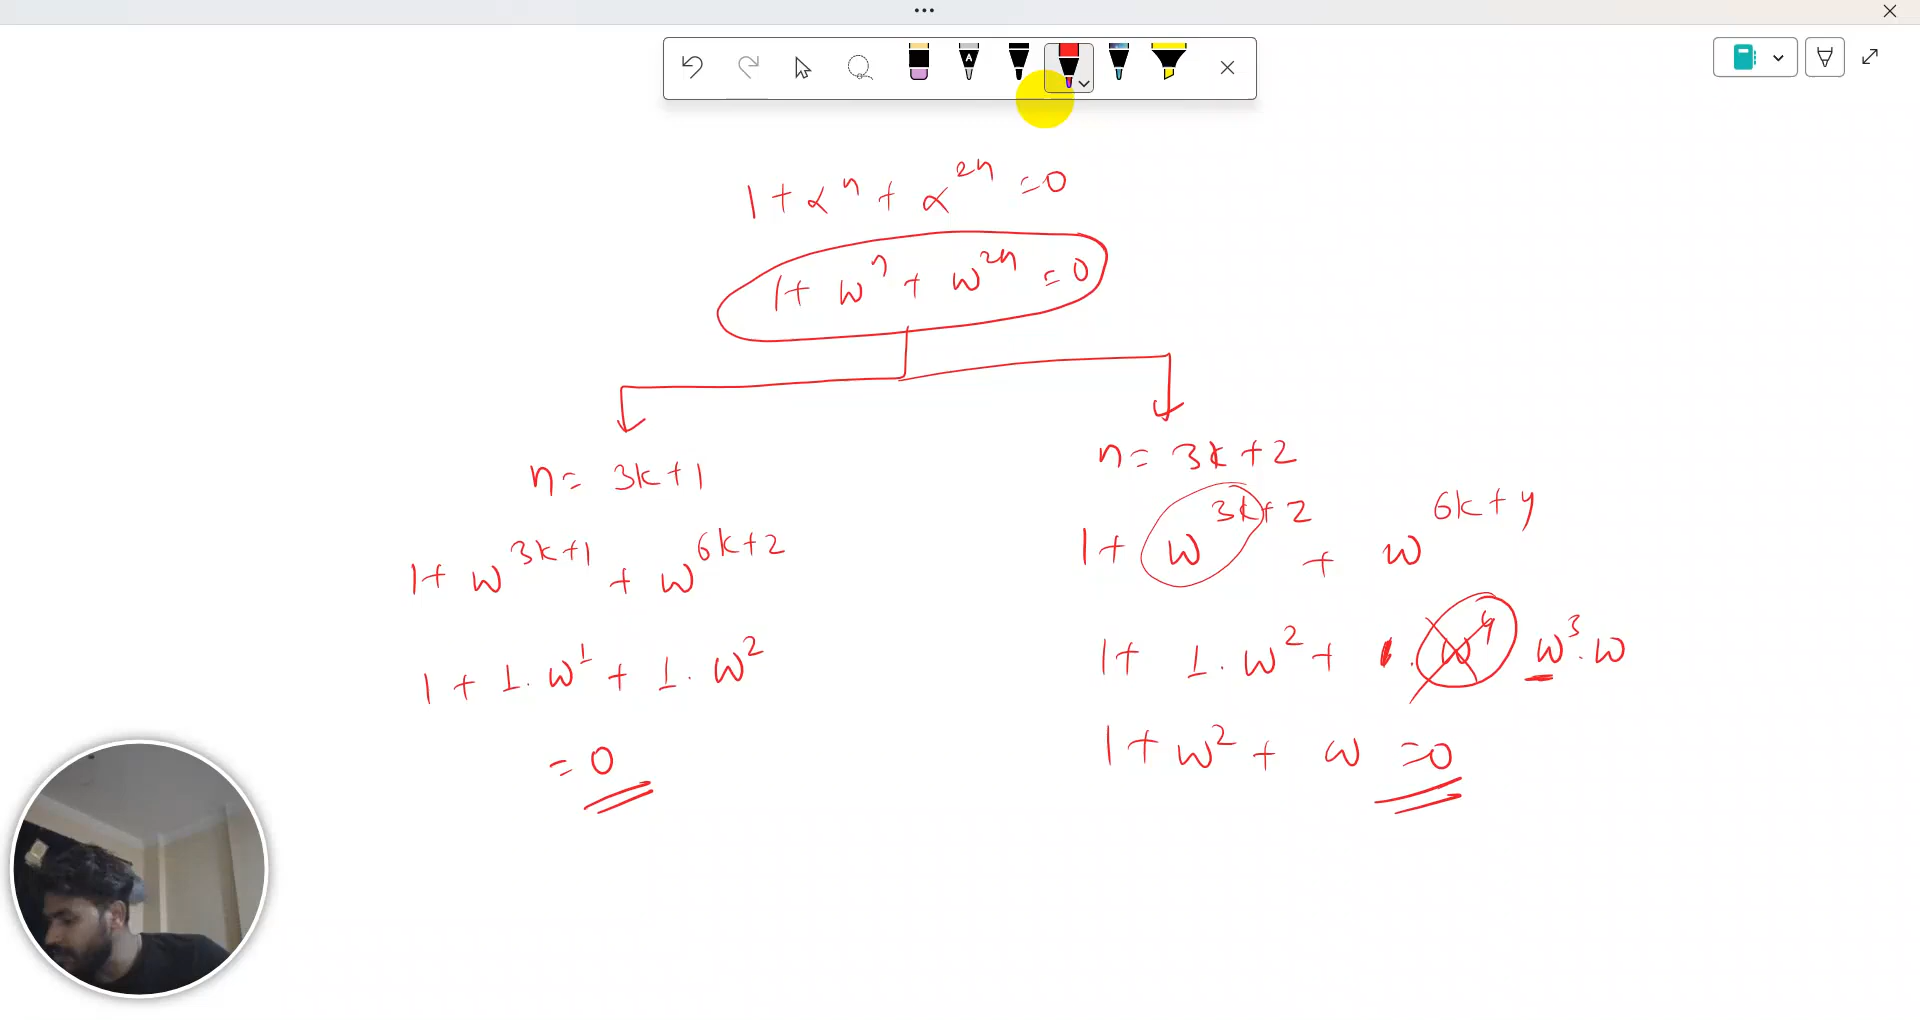 1 + α^n + α^{2n} = 0
1 + ω^n + ω^{2n} = 0
n = 3k+1
1 + ω^{3k+1} + ω^{6k+2}
1 + 1.ω^1 + 1.ω^2
= 0
n = 3k+2
1 + ω^{3k+2} + ω^{6k+4}
1 + 1.ω^2 + 1.ω^4 ω^3.ω
1 + ω^2 + ω = 0